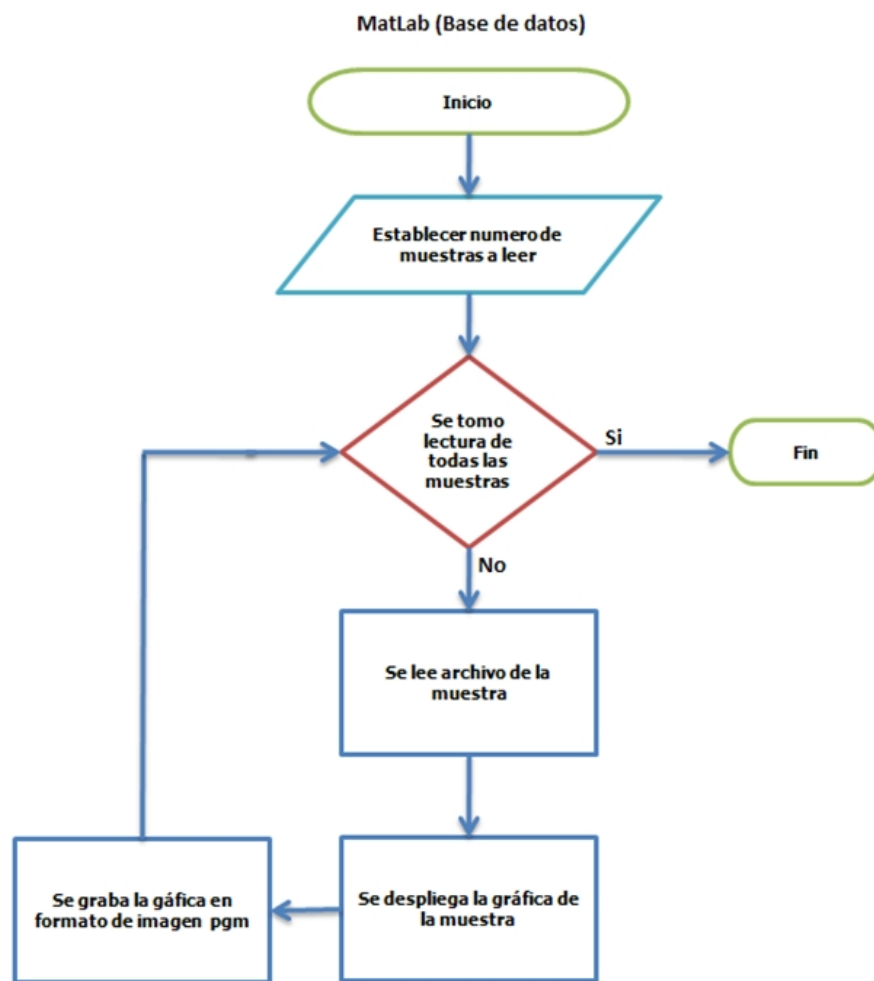 MatLab (Base de datos)
Inicio
Establecer numero de
muestras a leer
Se tomo
lectura de
todas las
muestras
Si
Fin
No
Se lee archivo de la
muestra
Se despliega la gráfica de
la muestra
Se graba la gáfica en
formato de imagen pgm